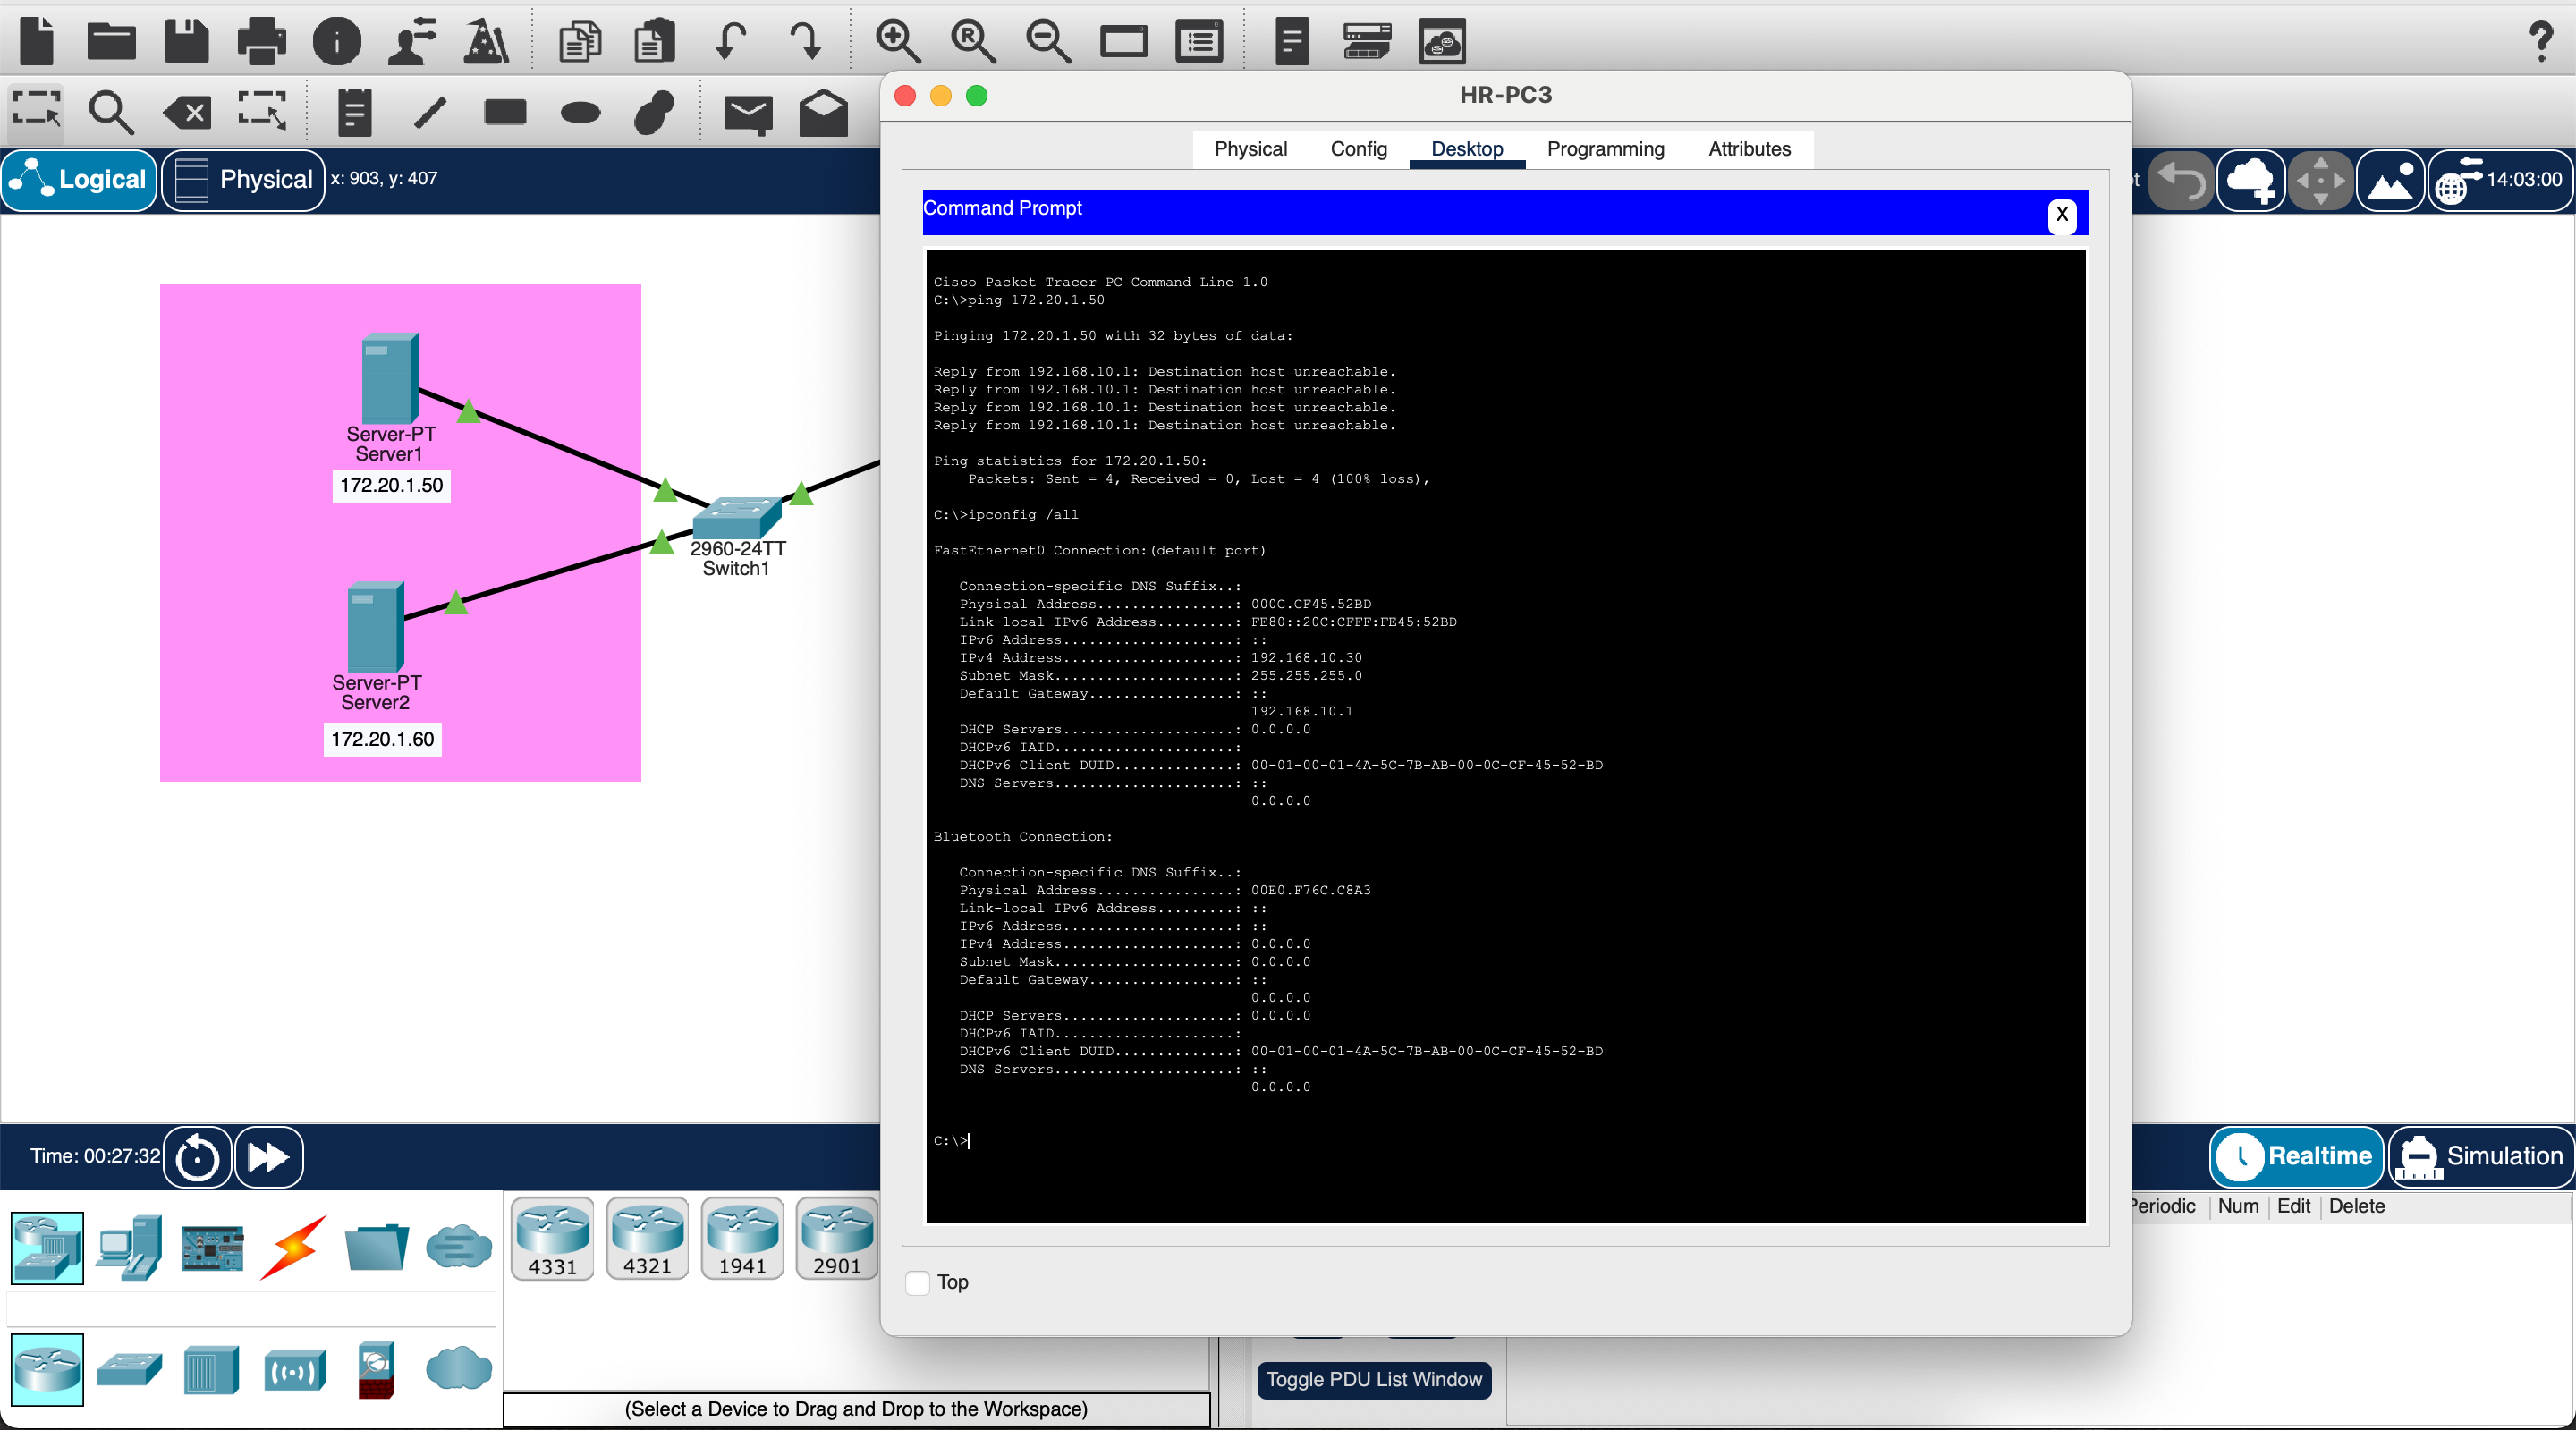 HR-PC3
Physical Config Desktop Programming Attributes
Logical Physical x: 903, y: 407
14:03:00
Command Prompt
X
Cisco Packet Tracer PC Command Line 1.0
C:\>ping 172.20.1.50
Pinging 172.20.1.50 with 32 bytes of data:
Reply from 192.168.10.1: Destination host unreachable.
Reply from 192.168.10.1: Destination host unreachable.
Reply from 192.168.10.1: Destination host unreachable.
Reply from 192.168.10.1: Destination host unreachable.
Ping statistics for 172.20.1.50:
Packets: Sent = 4, Received = 0, Lost = 4 (100% loss),
C:\>ipconfig /all
FastEthernet0 Connection:(default port)
Connection-specific DNS Suffix..:
Physical Address................: 000C.CF45.52BD
Link-local IPv6 Address.........: FE80::20C:CFFF:FE45:52BD
IPv6 Address....................: ::
IPv4 Address....................: 192.168.10.30
Subnet Mask.....................: 255.255.255.0
Default Gateway.................: ::
192.168.10.1
DHCP Servers....................: 0.0.0.0
DHCPv6 IAID.....................:
DHCPv6 Client DUID..............: 00-01-00-01-4A-5C-7B-AB-00-0C-CF-45-52-BD
DNS Servers.....................: ::
0.0.0.0
Bluetooth Connection:
Connection-specific DNS Suffix..:
Physical Address................: 00E0.F76C.C8A3
Link-local IPv6 Address.........: ::
IPv6 Address....................: ::
IPv4 Address....................: 0.0.0.0
Subnet Mask.....................: 0.0.0.0
Default Gateway.................: ::
0.0.0.0
DHCP Servers....................: 0.0.0.0
DHCPv6 IAID.....................:
DHCPv6 Client DUID..............: 00-01-00-01-4A-5C-7B-AB-00-0C-CF-45-52-BD
DNS Servers.....................: ::
0.0.0.0
C:\>
Top
Server-PT
Server1
172.20.1.50
2960-24TT
Switch1
Server-PT
Server2
172.20.1.60
Time: 00:27:32
Realtime Simulation
Periodic Num Edit Delete
4331 4321 1941 2901
Toggle PDU List Window
(Select a Device to Drag and Drop to the Workspace)